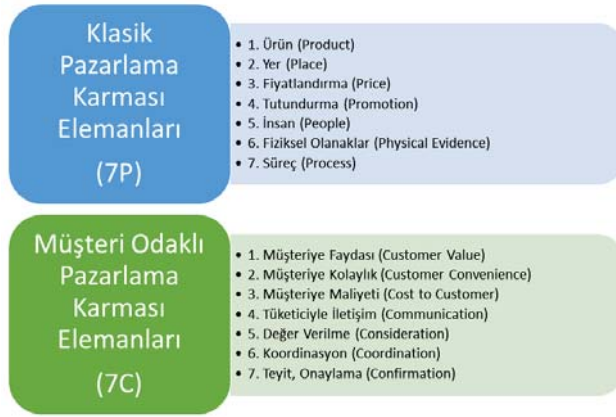 Klasik
Pazarlama
Karması
Elemanları
(7P)
• 1. Ürün (Product)
• 2. Yer (Place)
• 3. Fiyatlandırma (Price)
• 4. Tutundurma (Promotion)
• 5. İnsan (People)
• 6. Fiziksel Olanaklar (Physical Evidence)
• 7. Süreç (Process)
Müşteri Odaklı
Pazarlama
Karması
Elemanları
(7C)
• 1. Müşteriye Faydası (Customer Value)
• 2. Müşteriye Kolaylık (Customer Convenience)
• 3. Müşteriye Maliyeti (Cost to Customer)
• 4. Tüketiciyle İletişim (Communication)
• 5. Değer Verilme (Consideration)
• 6. Koordinasyon (Coordination)
• 7. Teyit, Onaylama (Confirmation)